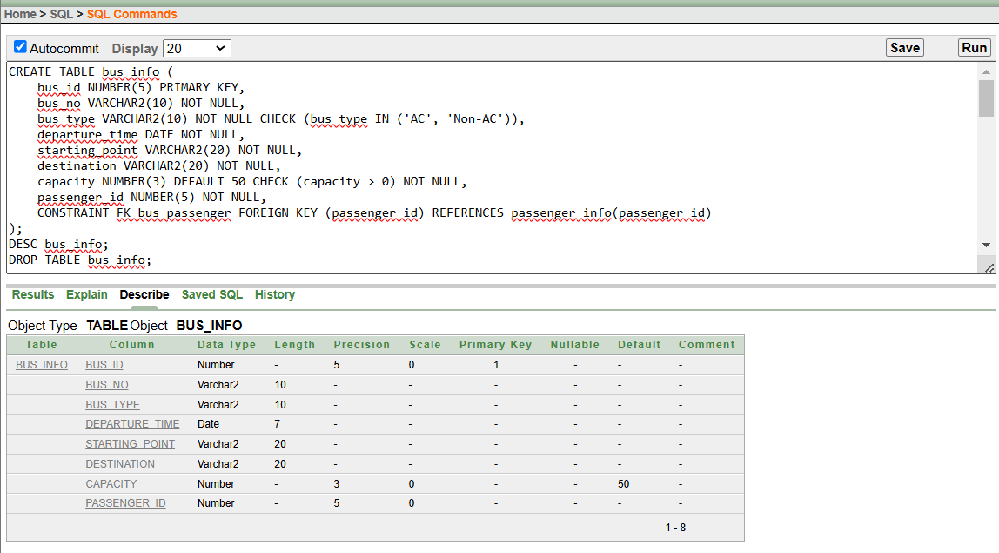 Home > SQL > SQL Commands
Autocommit Display 20 Save Run
CREATE TABLE bus_info (
    bus_id NUMBER(5) PRIMARY KEY,
    bus_no VARCHAR2(10) NOT NULL,
    bus_type VARCHAR2(10) NOT NULL CHECK (bus_type IN ('AC', 'Non-AC')),
    departure_time DATE NOT NULL,
    starting_point VARCHAR2(20) NOT NULL,
    destination VARCHAR2(20) NOT NULL,
    capacity NUMBER(3) DEFAULT 50 CHECK (capacity > 0) NOT NULL,
    passenger_id NUMBER(5) NOT NULL,
    CONSTRAINT FK_bus_passenger FOREIGN KEY (passenger_id) REFERENCES passenger_info(passenger_id)
);
DESC bus_info;
DROP TABLE bus_info;
Results Explain Describe Saved SQL History
Object Type TABLE Object BUS_INFO
Table Column Data Type Length Precision Scale Primary Key Nullable Default Comment
BUS_INFO BUS_ID Number - 5 0 1 - - -
BUS_NO Varchar2 10 - - - - - -
BUS_TYPE Varchar2 10 - - - - - -
DEPARTURE_TIME Date 7 - - - - - -
STARTING_POINT Varchar2 20 - - - - - -
DESTINATION Varchar2 20 - - - - - -
CAPACITY Number - 3 0 - - 50 -
PASSENGER_ID Number - 5 0 - - - -
1 - 8